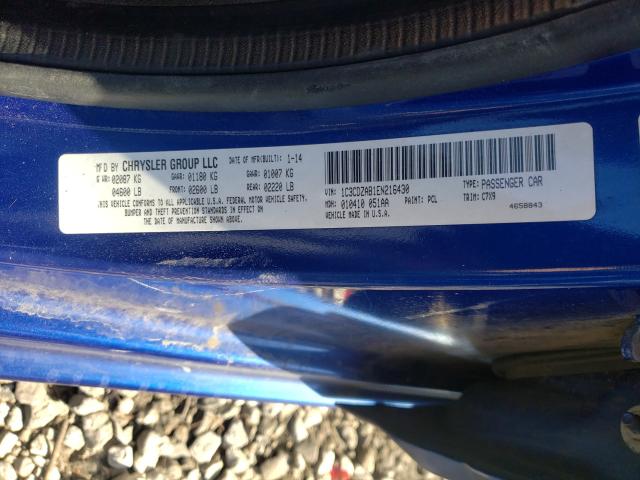 MFD BY CHRYSLER GROUP LLC DATE OF MFR(BUILT): 1-14
GVWR: 02087 KG GAWR: 01180 KG GAWR: 01007 KG
04600 LB FRONT: 02600 LB REAR: 02220 LB
THIS VEHICLE CONFORMS TO ALL APPLICABLE U.S.A. FEDERAL MOTOR VEHICLE SAFETY,
BUMPER AND THEFT PREVENTION STANDARDS IN EFFECT ON
THE DATE OF MANUFACTURE SHOWN ABOVE.
VIN: 1C3CDZAB1EN216430 TYPE: PASSENGER CAR
MDH: 010410 051AA PAINT: PCL TRIM: C7X9
VEHICLE MADE IN U.S.A. 4658843